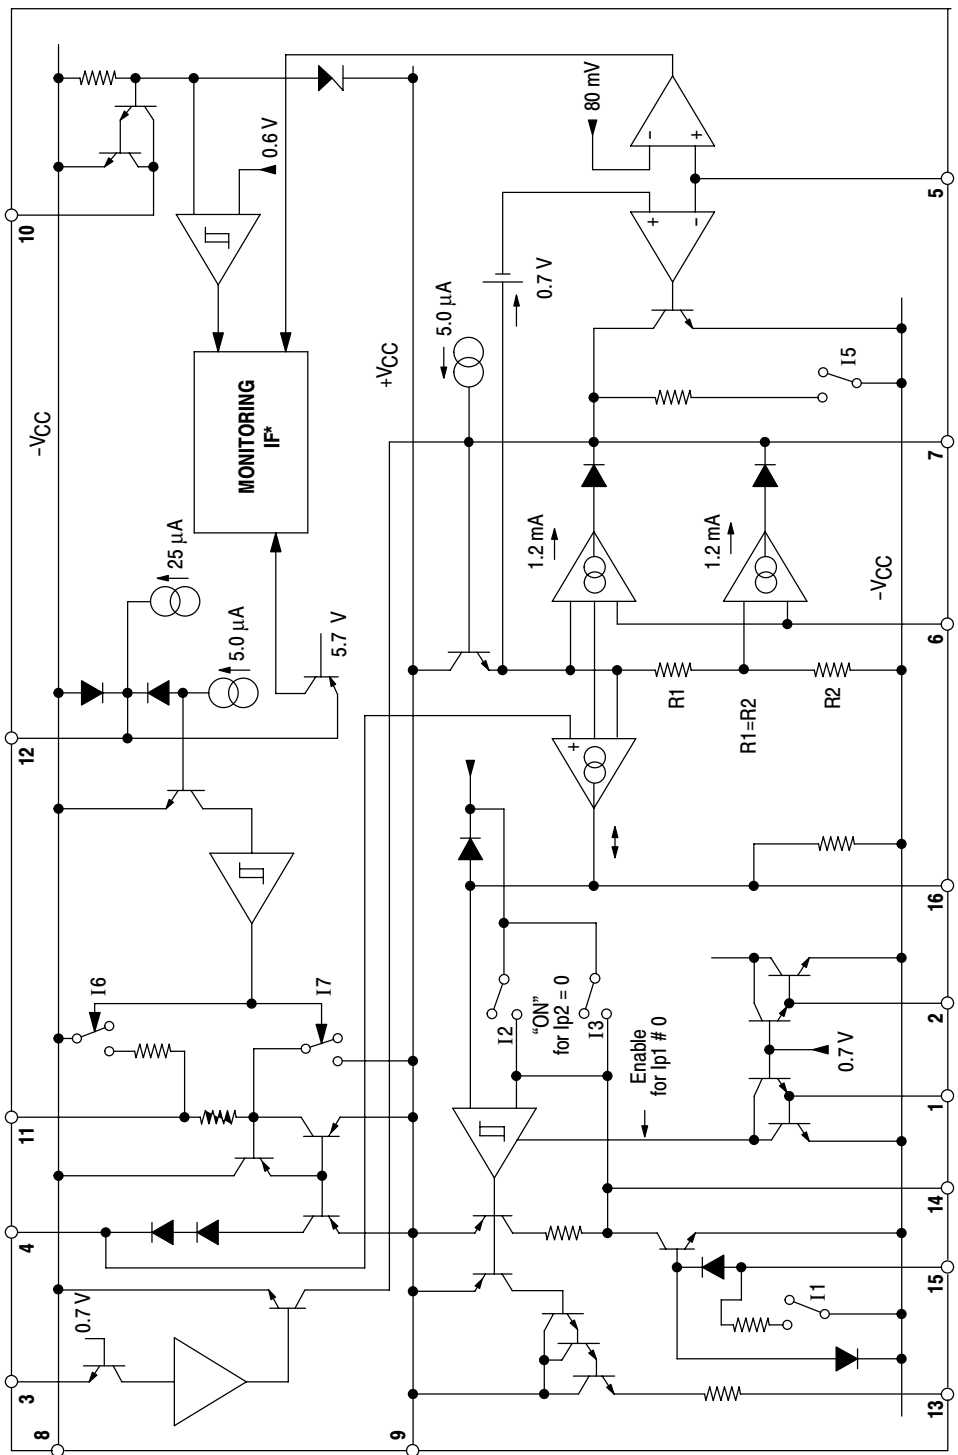 8
3
4
11
12
10
0.7 V
I6
I7
5.0 µA
25 µA
5.7 V
–VCC
MONITORING
IF*
0.6 V
9
+VCC
5.0 µA
0.7 V
80 mV
-
+
+
–
I2
"ON"
for Ip2 = 0
I3
Enable
for Ip1 # 0
+
1.2 mA
1.2 mA
R1
R1=R2
R2
0.7 V
I1
I5
–VCC
13
15
14
1
2
16
6
7
5